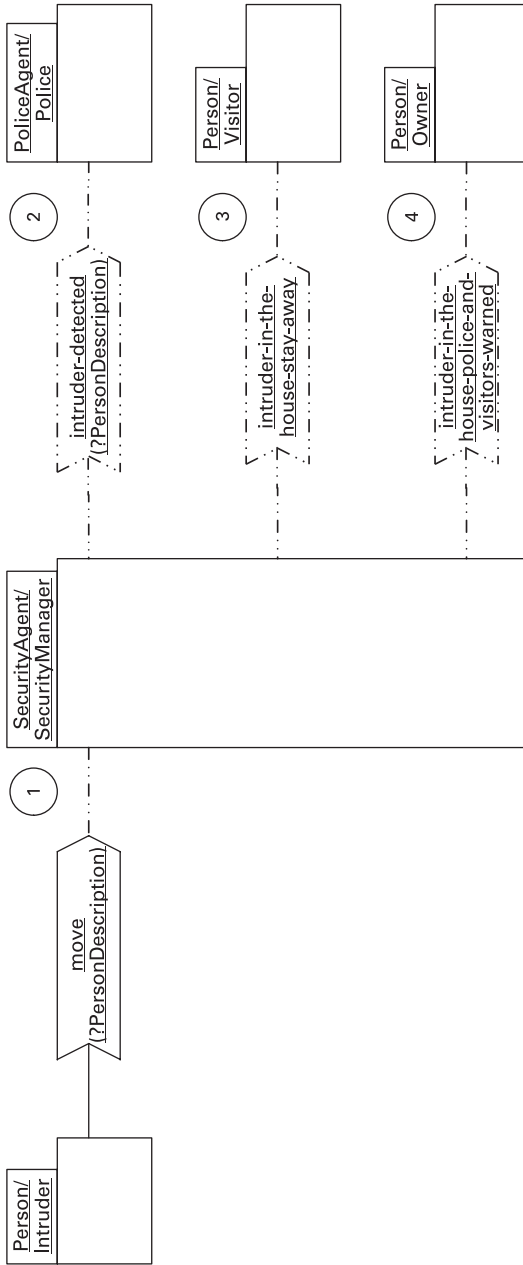 Person/
Intruder
move
(?PersonDescription)
1
SecurityAgent/
SecurityManager
intruder-detected
(?PersonDescription)
2
PoliceAgent/
Police
intruder-in-the-
house-stay-away
3
Person/
Visitor
intruder-in-the-
house-police-and-
visitors-warned
4
Person/
Owner